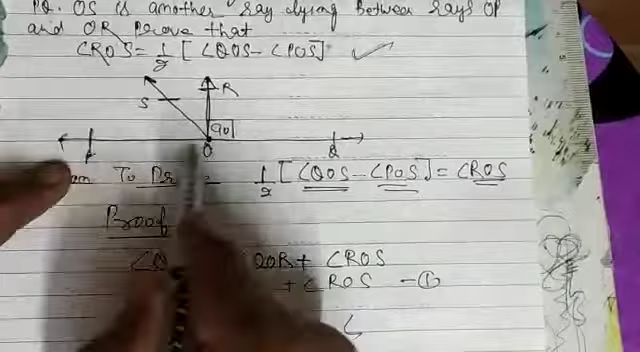 PQ. OS is another ray lying Between rays OP
and OR Prove that
∠ROS = 1/2 [∠QOS - ∠POS]
R
S
90
P
O
Q
To 1/2 [∠QOS - ∠POS] = ∠ROS
Proof
QOR + ∠ROS
+ ∠ROS - ①